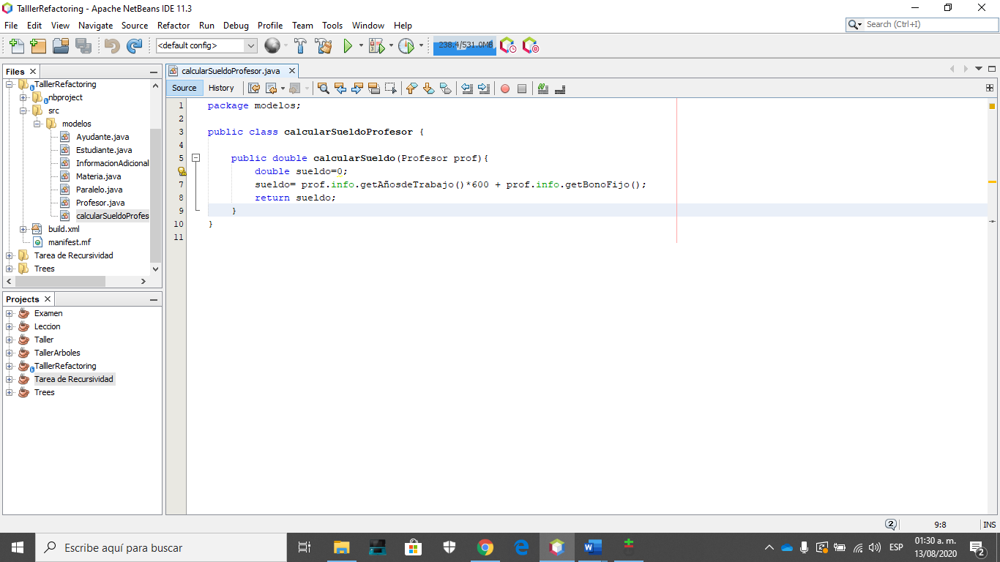 TalllerRefactoring - Apache NetBeans IDE 11.3
File Edit View Navigate Source Refactor Run Debug Profile Team Tools Window Help
Search (Ctrl+I)
<default config>
238.4/531.0MB
Files
TalllerRefactoring
nbproject
src
modelos
Ayudante.java
Estudiante.java
InformacionAdicional
Materia.java
Paralelo.java
Profesor.java
calcularSueldoProfes
build.xml
manifest.mf
Tarea de Recursividad
Trees
Projects
Examen
Leccion
Taller
TallerArboles
TalllerRefactoring
Tarea de Recursividad
Trees
calcularSueldoProfesor.java
Source History
1 package modelos;
2
3 public class calcularSueldoProfesor {
4
5 public double calcularSueldo(Profesor prof){
double sueldo=0;
7 sueldo= prof.info.getAñosdeTrabajo()*600 + prof.info.getBonoFijo();
8 return sueldo;
9 }
10 }
11
2 9:8 INS
Escribe aquí para buscar
ESP
01:30 a. m.
13/08/2020
2